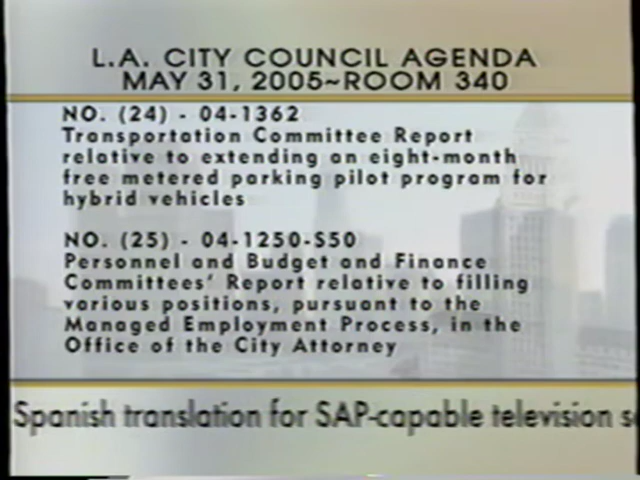 L.A. CITY COUNCIL AGENDA
MAY 31, 2005~ROOM 340
NO. (24) - 04-1362
Transportation Committee Report
relative to extending an eight-month
free metered parking pilot program for
hybrid vehicles
NO. (25) - 04-1250-S50
Personnel and Budget and Finance
Committees' Report relative to filling
various positions, pursuant to the
Managed Employment Process, in the
Office of the City Attorney
Spanish translation for SAP-capable television